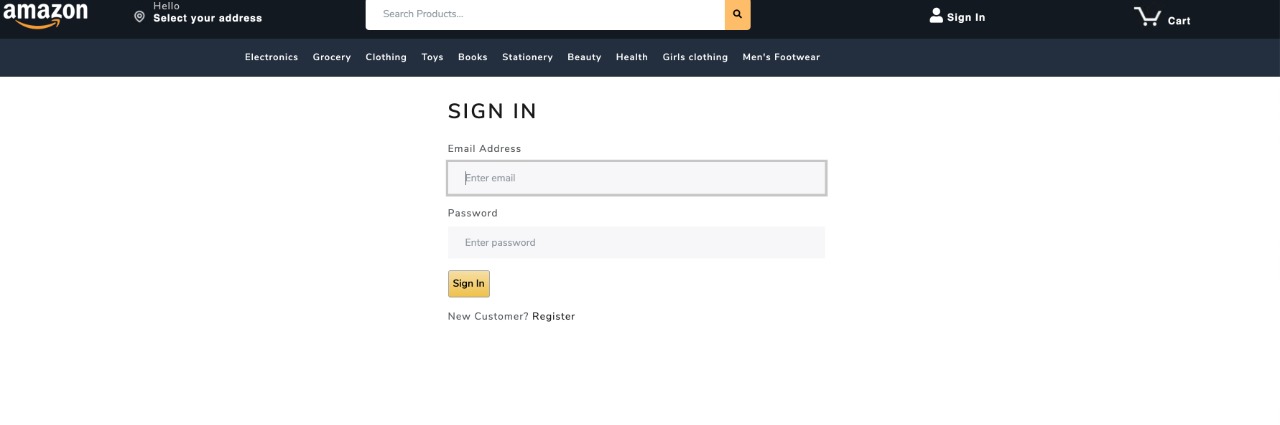 amazon
Hello
Select your address
Search Products...
Sign In
Cart
Electronics Grocery Clothing Toys Books Stationery Beauty Health Girls clothing Men's Footwear
SIGN IN
Email Address
Enter email
Password
Enter password
Sign In
New Customer? Register